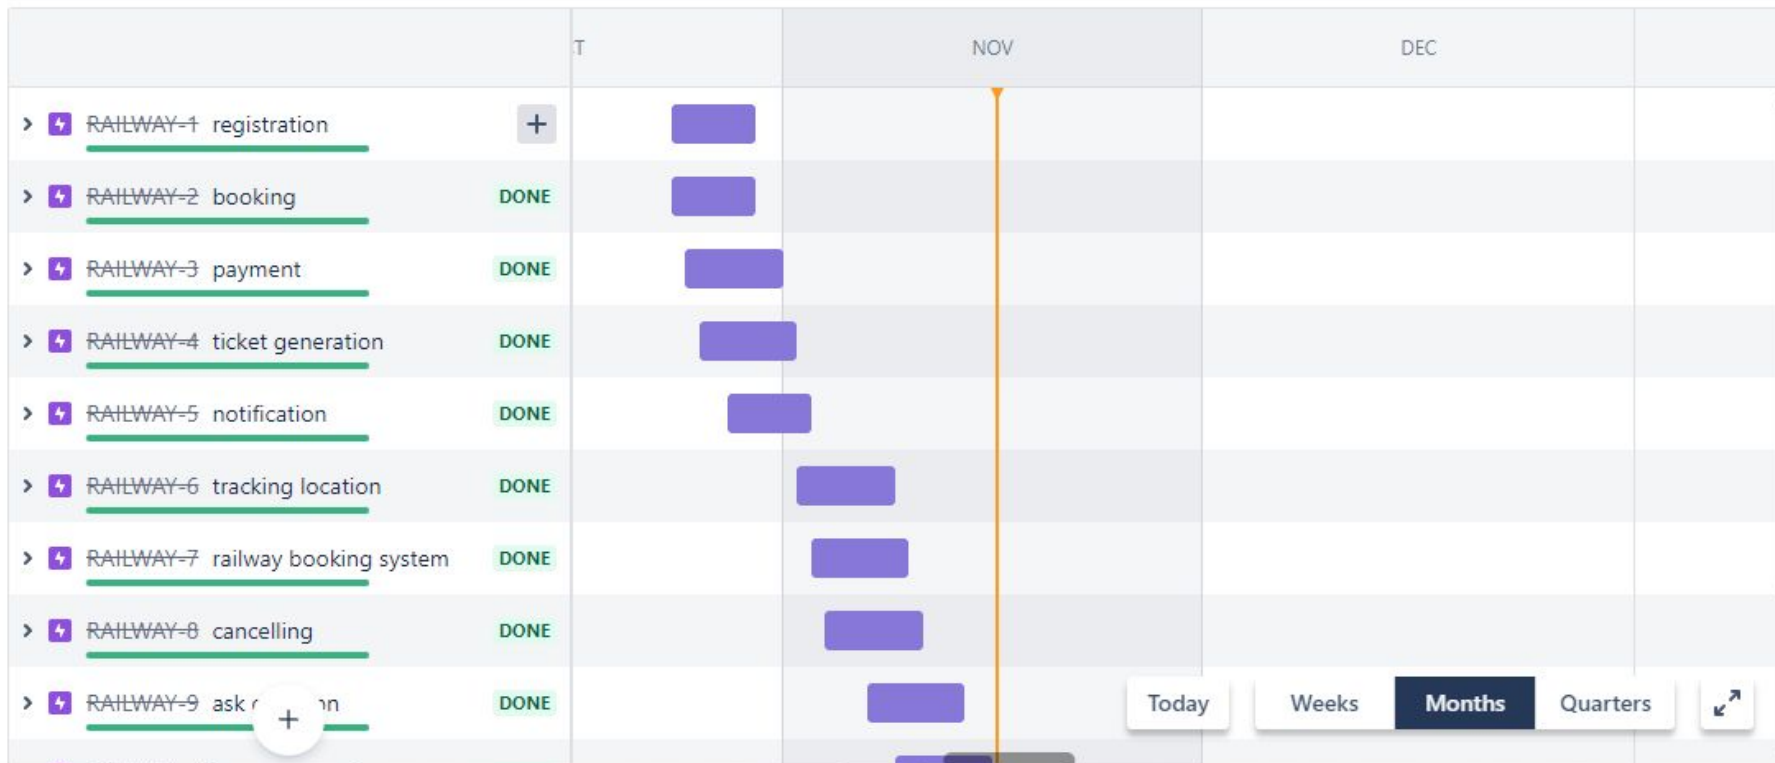 T NOV DEC
RAILWAY-1 registration
RAILWAY-2 booking DONE
RAILWAY-3 payment DONE
RAILWAY-4 ticket generation DONE
RAILWAY-5 notification DONE
RAILWAY-6 tracking location DONE
RAILWAY-7 railway booking system DONE
RAILWAY-8 cancelling DONE
RAILWAY-9 ask DONE
Today Weeks Months Quarters